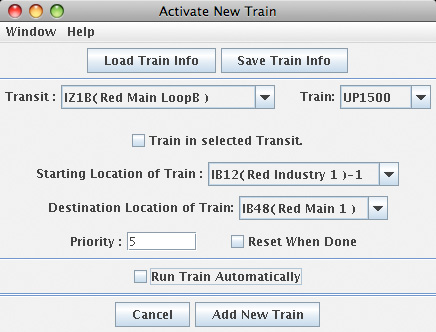 Activate New Train
Window Help
Load Train Info Save Train Info
Transit : IZ1B( Red Main LoopB ) Train: UP1500
Train in selected Transit.
Starting Location of Train : IB12( Red Industry 1 )-1
Destination Location of Train: IB48( Red Main 1 )
Priority : 5 Reset When Done
Run Train Automatically
Cancel Add New Train